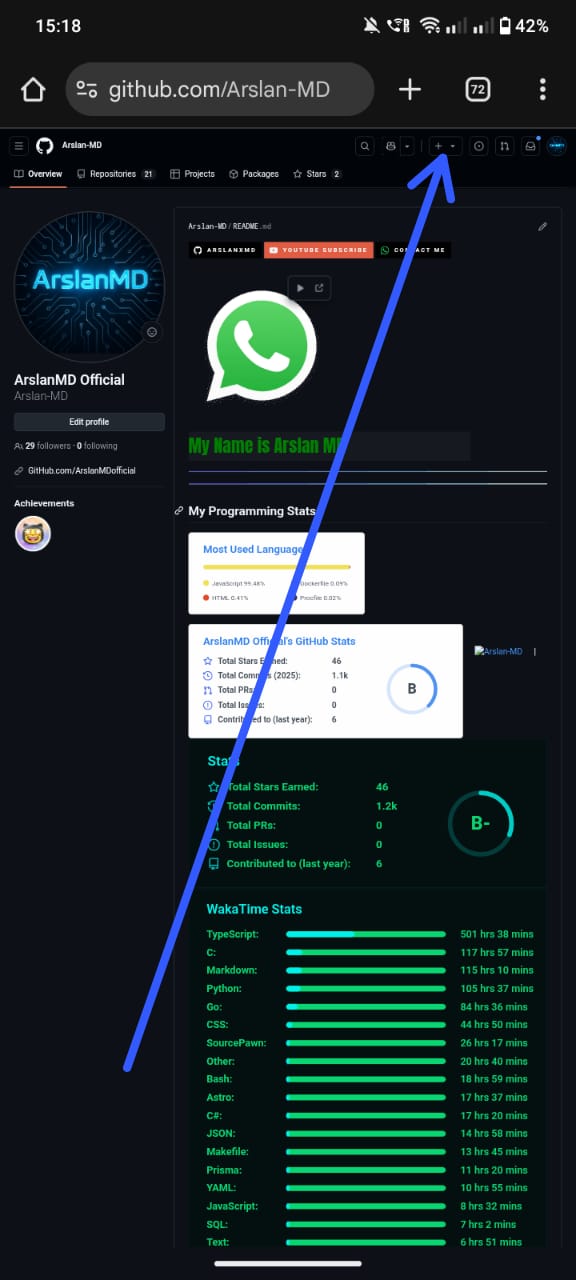 15:18
42%
github.com/Arslan-MD
72
Arslan-MD
Overview
Repositories 21
Projects
Packages
Stars 2
Arslan-MD / README.md
ARSLANXMD
YOUTUBE SUBSCRIBE
CONTACT ME
ArslanMD
ArslanMD Official
Arslan-MD
Edit profile
29 followers · 0 following
GitHub.com/ArslanMDofficial
Achievements
My Name is Arslan
My Programming Stats
Most Used Language
JavaScript 99.48%
Dockerfile 0.09%
HTML 0.41%
Procfile 0.02%
ArslanMD Official's GitHub Stats
Total Stars Earned: 46
Total Commits (2025): 1.1k
Total PRs: 0
Total Issues: 0
Contributed to (last year): 6
B
Arslan-MD |
Stats
Total Stars Earned: 46
Total Commits: 1.2k
Total PRs: 0
Total Issues: 0
Contributed to (last year): 6
B-
WakaTime Stats
TypeScript: 501 hrs 38 mins
C: 117 hrs 57 mins
Markdown: 115 hrs 10 mins
Python: 105 hrs 37 mins
Go: 84 hrs 36 mins
CSS: 44 hrs 50 mins
SourcePawn: 26 hrs 17 mins
Other: 20 hrs 40 mins
Bash: 18 hrs 59 mins
Astro: 17 hrs 37 mins
C#: 17 hrs 20 mins
JSON: 14 hrs 58 mins
Makefile: 13 hrs 45 mins
Prisma: 11 hrs 20 mins
YAML: 10 hrs 55 mins
JavaScript: 8 hrs 32 mins
SQL: 7 hrs 2 mins
Text: 6 hrs 51 mins